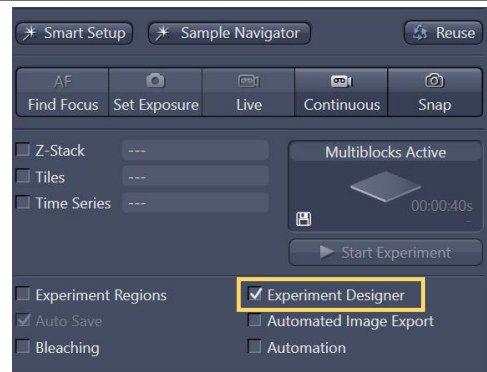 Smart Setup Sample Navigator Reuse
AF
Find Focus Set Exposure Live Continuous Snap
Z-Stack --- Multiblocks Active
Tiles ---
Time Series --- 00:00:40s
-
Start Experiment
Experiment Regions Experiment Designer
Auto Save Automated Image Export
Bleaching Automation